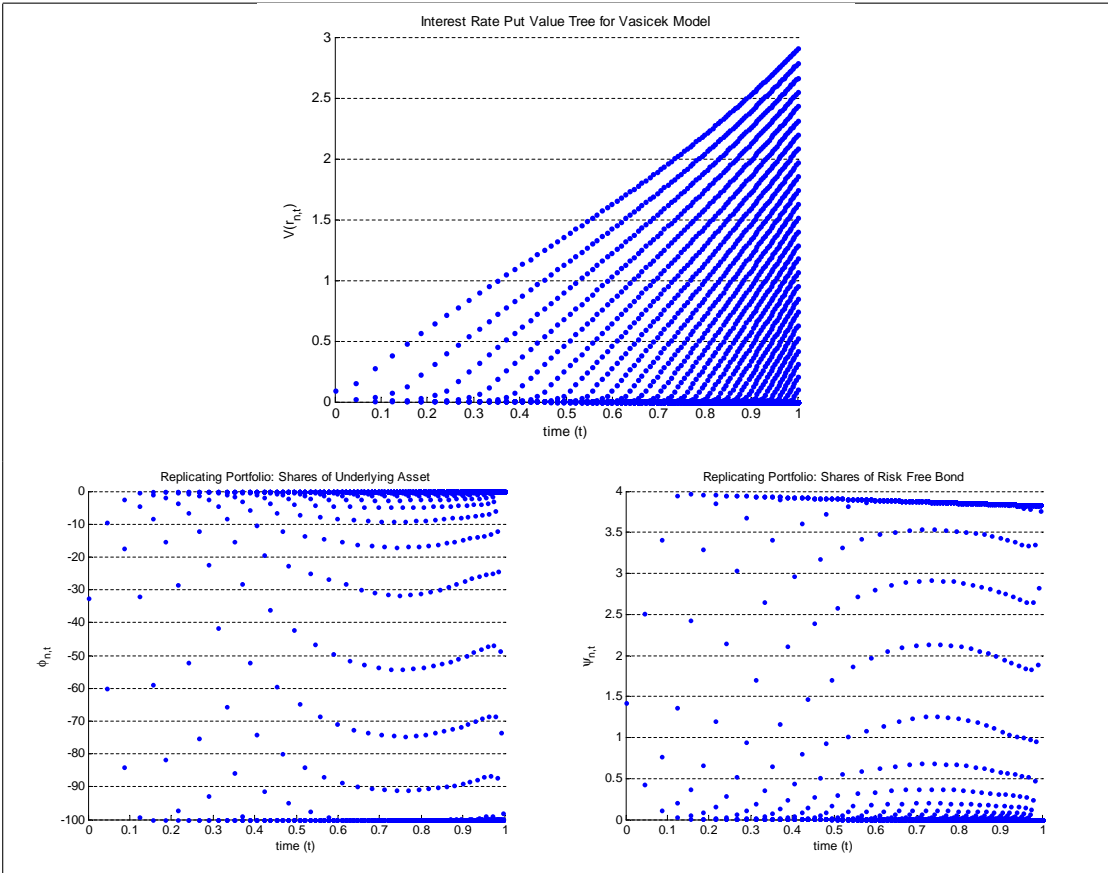 Interest Rate Put Value Tree for Vasicek Model
3
2.5
2
1.5
1
0.5
0
V(r_{n,t})
0 0.1 0.2 0.3 0.4 0.5 0.6 0.7 0.8 0.9 1
time (t)
Replicating Portfolio: Shares of Underlying Asset
0
-10
-20
-30
-40
-50
-60
-70
-80
-90
-100
ϕ_{n,t}
0 0.1 0.2 0.3 0.4 0.5 0.6 0.7 0.8 0.9 1
time (t)
Replicating Portfolio: Shares of Risk Free Bond
4
3.5
3
2.5
2
1.5
1
0.5
0
ψ_{n,t}
0 0.1 0.2 0.3 0.4 0.5 0.6 0.7 0.8 0.9 1
time (t)